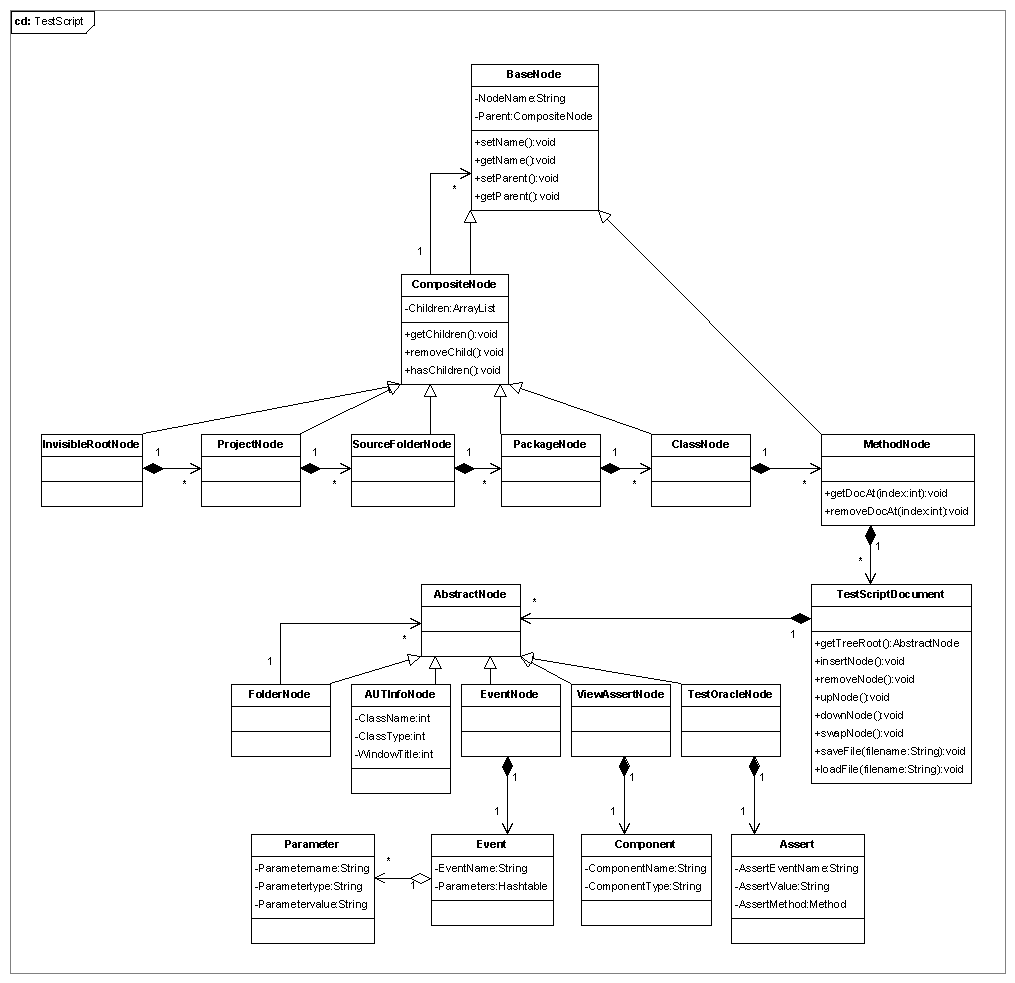 cd: TestScript
BaseNode
-NodeName:String
-Parent:CompositeNode
+setName():void
+getName():void
+setParent():void
+getParent():void
*
1
CompositeNode
-Children:ArrayList
+getChildren():void
+removeChild():void
+hasChildren():void
InvisibleRootNode
1
*
ProjectNode
1
*
SourceFolderNode
1
*
PackageNode
1
*
ClassNode
1
*
MethodNode
+getDocAt(index:int):void
+removeDocAt(index:int):void
1
*
AbstractNode
*
1
TestScriptDocument
+getTreeRoot():AbstractNode
+insertNode():void
+removeNode():void
+upNode():void
+downNode():void
+swapNode():void
+saveFile(filename:String):void
+loadFile(filename:String):void
*
1
FolderNode
AUTInfoNode
-ClassName:int
-ClassType:int
-WindowTitle:int
EventNode
ViewAssertNode
TestOracleNode
1
1
1
1
1
1
Parameter
-Parametername:String
-Parametertype:String
-Parametervalue:String
*
1
Event
-EventName:String
-Parameters:Hashtable
Component
-ComponentName:String
-ComponentType:String
Assert
-AssertEventName:String
-AssertValue:String
-AssertMethod:Method